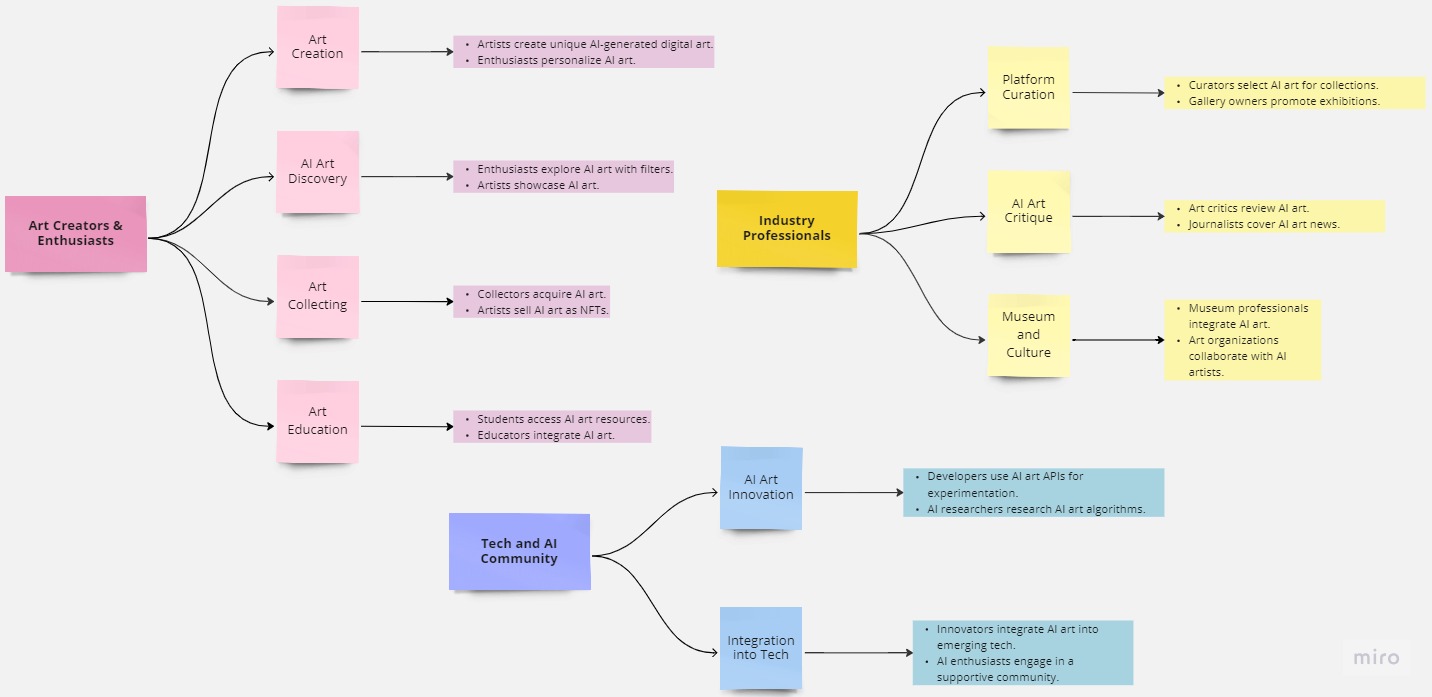 Art Creators &
Enthusiasts
Art
Creation
• Artists create unique AI-generated digital art.
• Enthusiasts personalize AI art.
AI Art
Discovery
• Enthusiasts explore AI art with filters.
• Artists showcase AI art.
Art
Collecting
• Collectors acquire AI art.
• Artists sell AI art as NFTs.
Art
Education
• Students access AI art resources.
• Educators integrate AI art.
Industry
Professionals
Platform
Curation
• Curators select AI art for collections.
• Gallery owners promote exhibitions.
AI Art
Critique
• Art critics review AI art.
• Journalists cover AI art news.
Museum
and
Culture
• Museum professionals
integrate AI art.
• Art organizations
collaborate with AI
artists.
Tech and AI
Community
AI Art
Innovation
• Developers use AI art APIs for
experimentation.
• AI researchers research AI art algorithms.
Integration
into Tech
• Innovators integrate AI art into
emerging tech.
• AI enthusiasts engage in a
supportive community.
miro